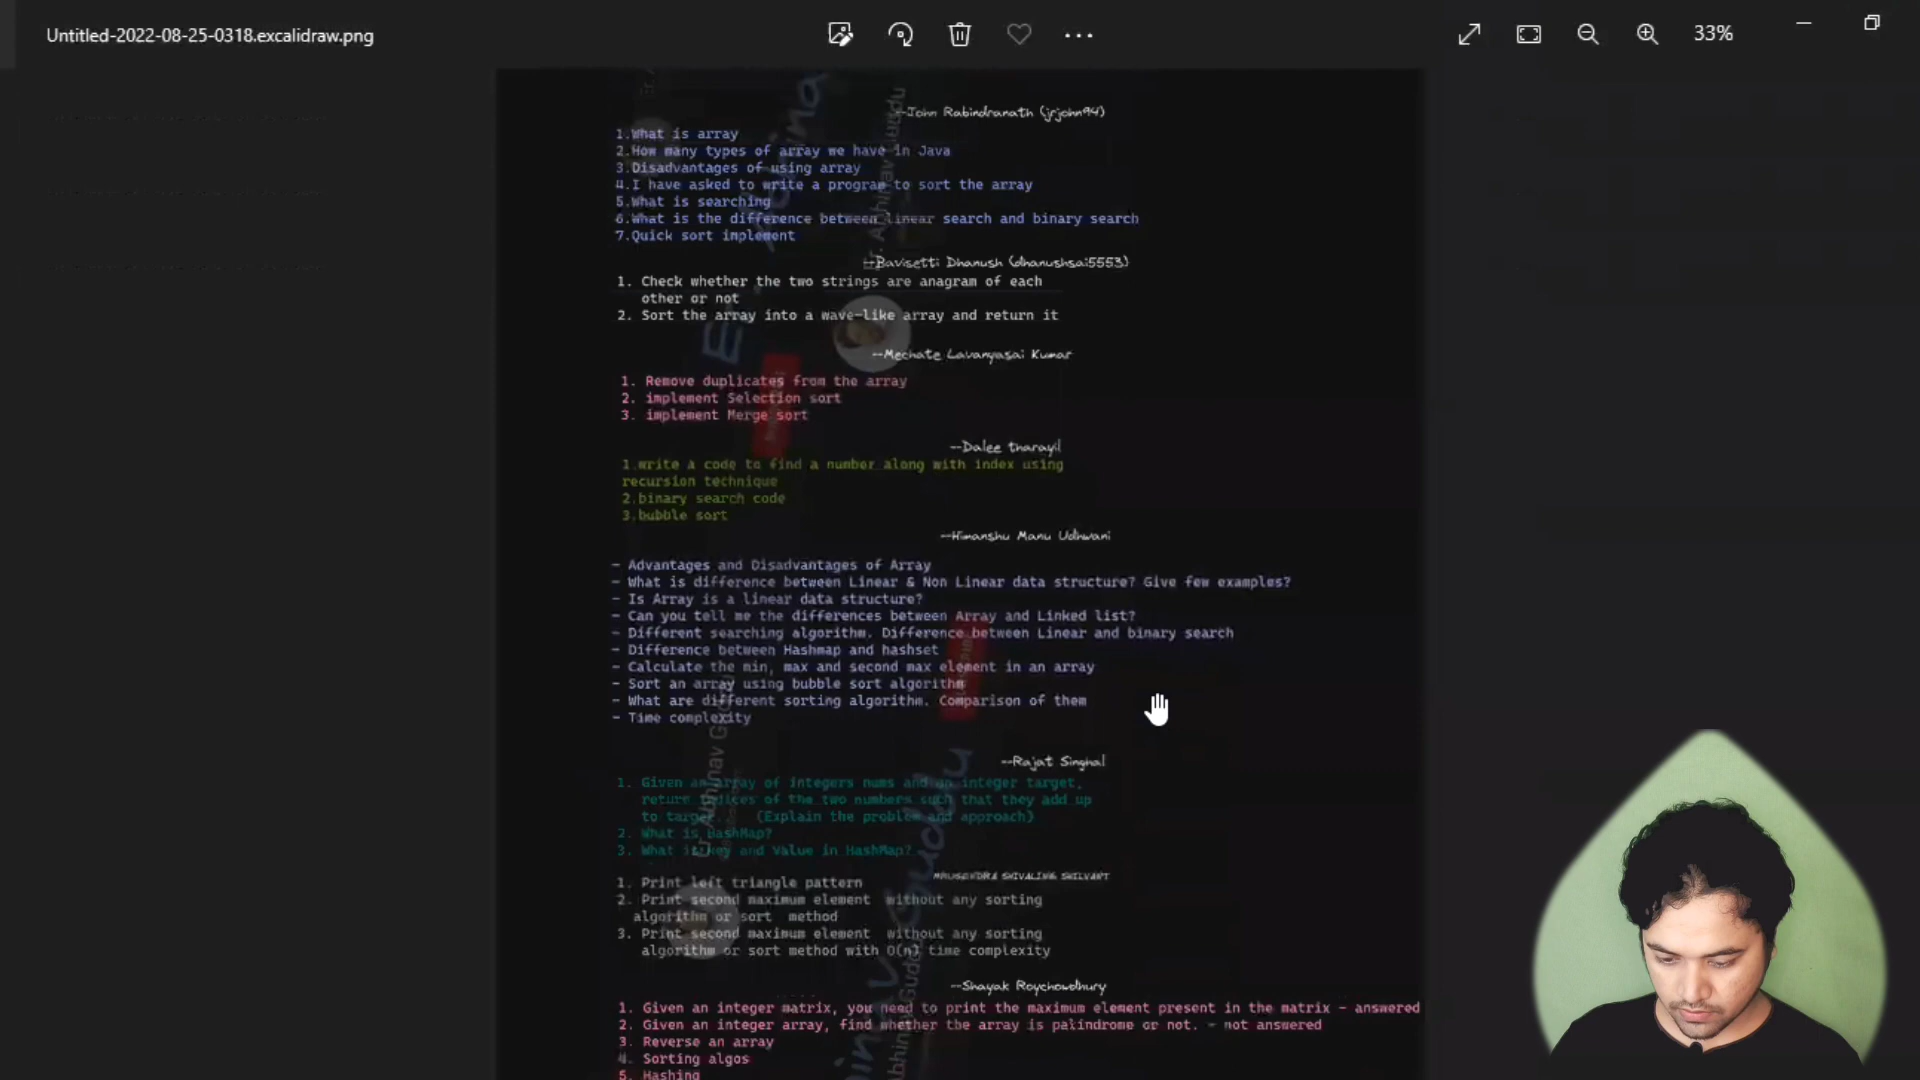 Untitled-2022-08-25-0318.excalidraw.png
33%
--John Rabindranath (jrjohn94)
1.What is array
2.How many types of array we have in Java
3.Disadvantages of using array
4.I have asked to write a program to sort the array
5.What is searching
6.What is the difference between linear search and binary search
7.Quick sort implement
--Bavisetti Dhanush (dhanushsai5553)
1. Check whether the two strings are anagram of each
other or not
2. Sort the array into a wave-like array and return it
--Mechate Lavanyasai Kumar
1. Remove duplicates from the array
2. implement Selection sort
3. implement Merge sort
--Dalee tharayil
1.write a code to find a number along with index using
recursion technique
2.binary search code
3.bubble sort
--Himanshu Manu Udhwani
- Advantages and Disadvantages of Array
- What is difference between Linear & Non Linear data structure? Give few examples?
- Is Array is a linear data structure?
- Can you tell me the differences between Array and Linked list?
- Different searching algorithm. Difference between Linear and binary search
- Difference between Hashmap and hashset
- Calculate the min, max and second max element in an array
- Sort an array using bubble sort algorithm
- What are different sorting algorithm. Comparison of them
- Time complexity
--Rajat Singhal
1. Given an array of integers nums and an integer target,
return indices of the two numbers such that they add up
to target. (Explain the problem and approach)
2. What is HashMap?
3. What is Key and Value in HashMap?
SHIVALING
1. Print left triangle pattern
2. Print second maximum element without any sorting
algorithm or sort method
3. Print second maximum element without any sorting
algorithm or sort method with O(n) time complexity
--Shayak Roychowdhury
1. Given an integer matrix, you need to print the maximum element present in the matrix - answered
2. Given an integer array, find whether the array is palindrome or not. - not answered
3. Reverse an array
4. Sorting algos
5. Hashing